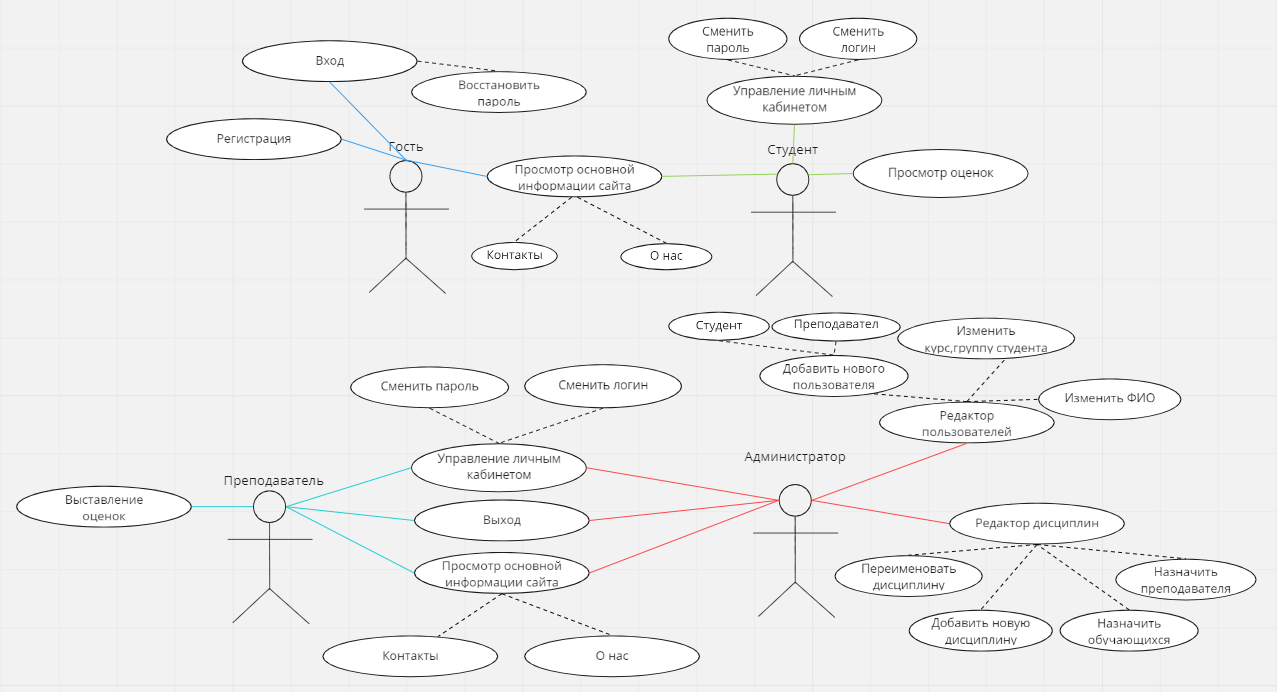 Сменить
пароль
Сменить
логин
Вход
Восстановить
пароль
Управление личным
кабинетом
Регистрация
Гость
Студент
Просмотр основной
информации сайта
Просмотр оценок
Контакты
О нас
Студент
Преподавател
Изменить
курс,группу студента
Добавить нового
пользователя
Сменить пароль
Сменить логин
Изменить ФИО
Редактор
пользователей
Управление личным
кабинетом
Администратор
Преподаватель
Выставление
оценок
Выход
Редактор дисциплин
Просмотр основной
информации сайта
Переименовать
дисциплину
Назначить
преподавателя
Добавить новую
дисциплину
Назначить
обучающихся
Контакты
О нас